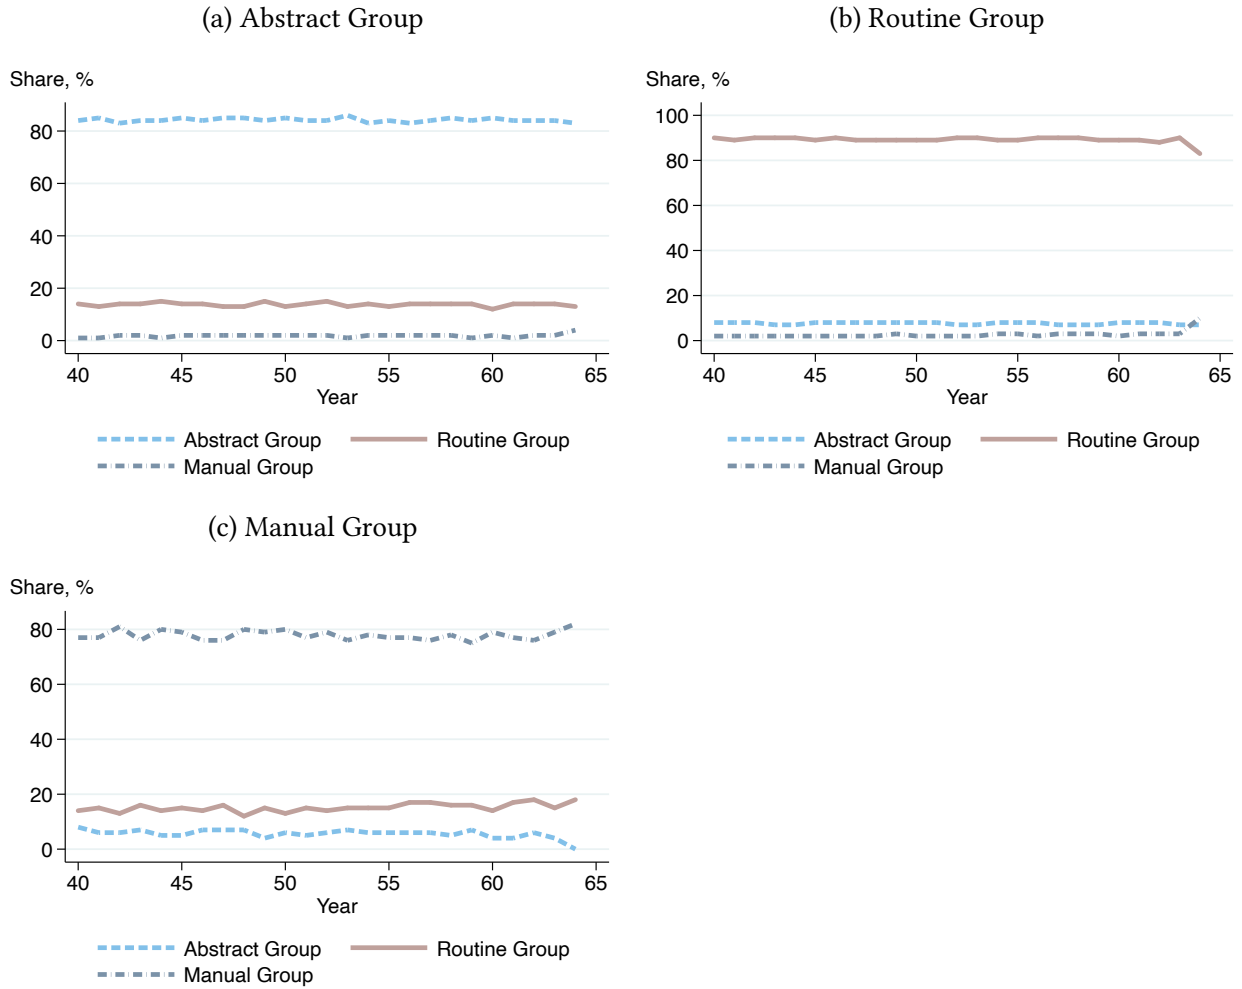 (a) Abstract Group
Share, %
80
60
40
20
0
40 45 50 55 60 65
Year
Abstract Group Routine Group
Manual Group
(b) Routine Group
Share, %
100
80
60
40
20
0
40 45 50 55 60 65
Year
Abstract Group Routine Group
Manual Group
(c) Manual Group
Share, %
80
60
40
20
0
40 45 50 55 60 65
Year
Abstract Group Routine Group
Manual Group